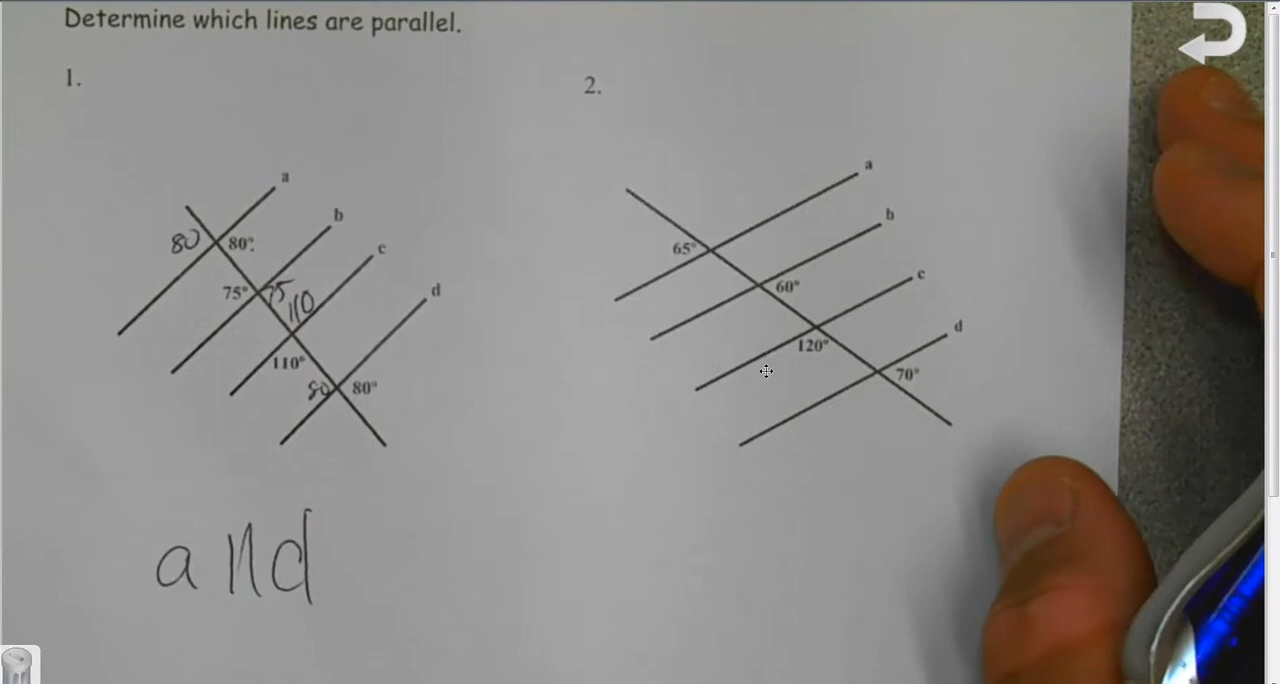 Determine which lines are parallel.
1.
2.
a
b
c
d
80
80°
75°
75
110
110°
80
80°
a || d
a
b
c
d
65°
60°
120°
70°